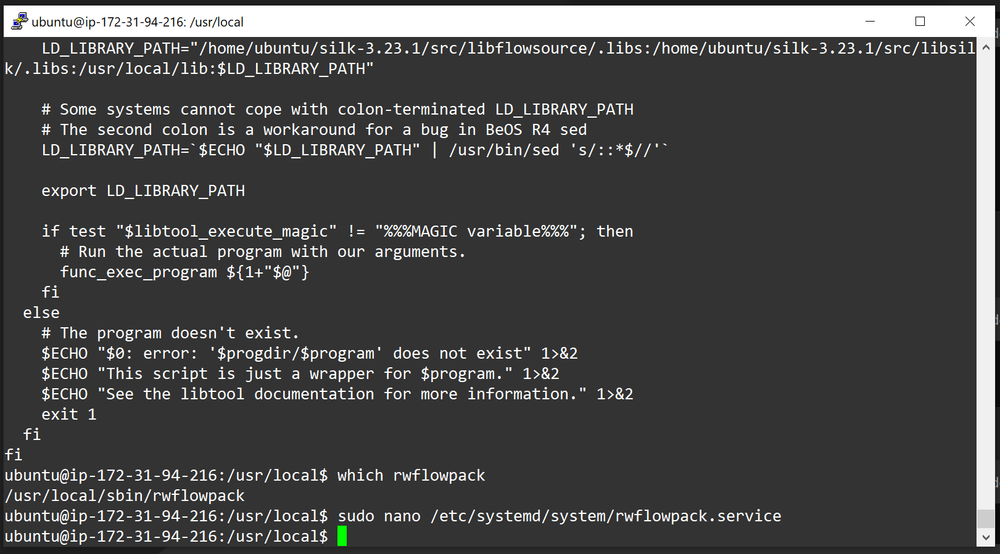 ubuntu@ip-172-31-94-216: /usr/local
    LD_LIBRARY_PATH="/home/ubuntu/silk-3.23.1/src/libflowsource/.libs:/home/ubuntu/silk-3.23.1/src/libsil
k/.libs:/usr/local/lib:$LD_LIBRARY_PATH"

    # Some systems cannot cope with colon-terminated LD_LIBRARY_PATH
    # The second colon is a workaround for a bug in BeOS R4 sed
    LD_LIBRARY_PATH=`$ECHO "$LD_LIBRARY_PATH" | /usr/bin/sed 's/::*$//'`

    export LD_LIBRARY_PATH

    if test "$libtool_execute_magic" != "%%%MAGIC variable%%%"; then
      # Run the actual program with our arguments.
      func_exec_program ${1+"$@"}
    fi
  else
    # The program doesn't exist.
    $ECHO "$0: error: '$progdir/$program' does not exist" 1>&2
    $ECHO "This script is just a wrapper for $program." 1>&2
    $ECHO "See the libtool documentation for more information." 1>&2
    exit 1
  fi
fi
ubuntu@ip-172-31-94-216:/usr/local$ which rwflowpack
/usr/local/sbin/rwflowpack
ubuntu@ip-172-31-94-216:/usr/local$ sudo nano /etc/systemd/system/rwflowpack.service
ubuntu@ip-172-31-94-216:/usr/local$